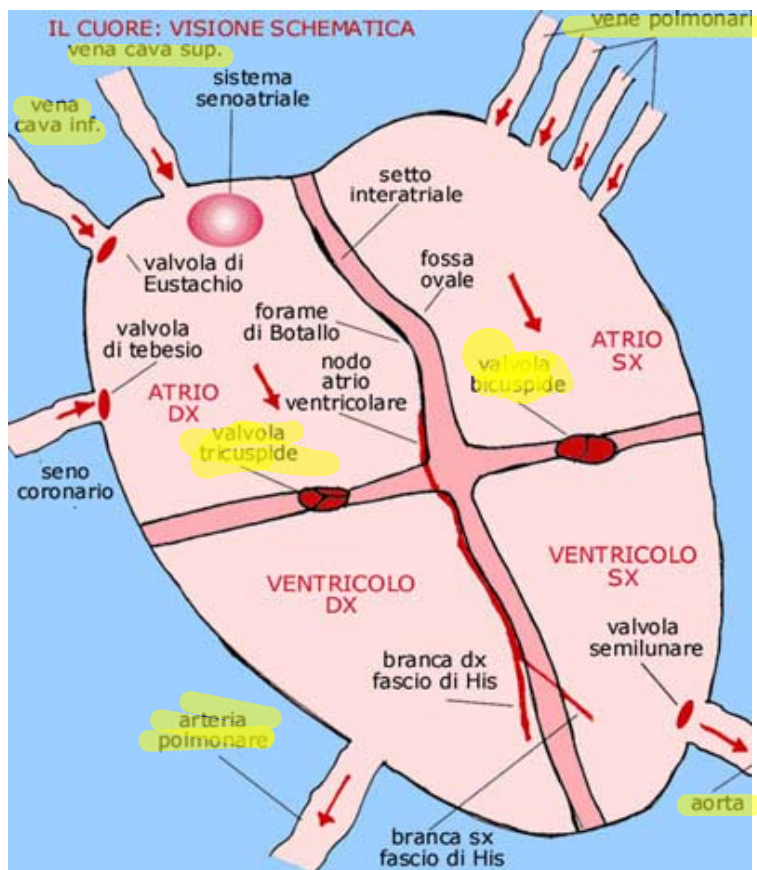 IL CUORE: VISIONE SCHEMATICA
vene polmonari
vena cava sup.
sistema
senoatriale
vena
cava inf.
setto
interatriale
valvola di
Eustachio
fossa
ovale
forame
di Botallo
valvola
di tebesio
nodo
atrio
ventricolare
ATRIO
SX
valvola
bicuspide
ATRIO
DX
valvola
tricuspide
seno
coronario
VENTRICOLO
DX
VENTRICOLO
SX
valvola
semilunare
branca dx
fascio di His
arteria
polmonare
aorta
branca sx
fascio di His